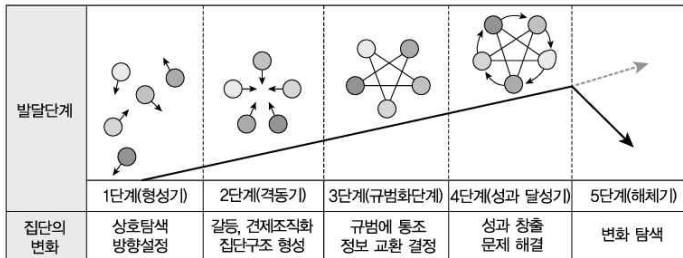 발달단계
1단계(형성기) 2단계(격동기) 3단계(규범화단계) 4단계(성과 달성기) 5단계(해체기)
집단의
변화
상호탐색
방향설정
갈등, 견제조직화
집단구조 형성
규범에 통조
정보 교환 결정
성과 창출
문제 해결
변화 탐색